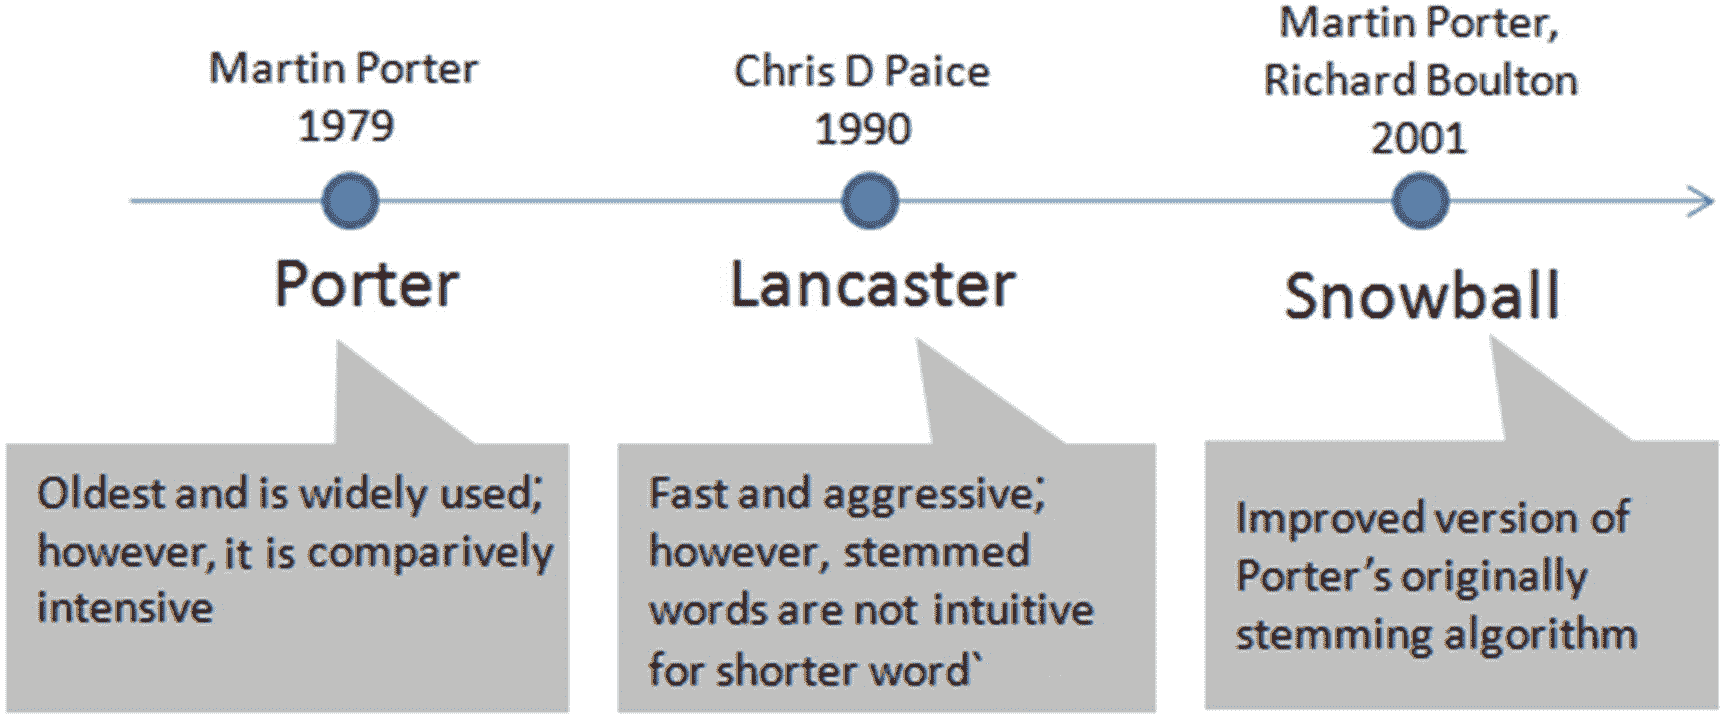 Martin Porter
1979
Porter
Oldest and is widely used;
however, it is comparively
intensive
Chris D Paice
1990
Lancaster
Fast and aggressive;
however, stemmed
words are not intuitive
for shorter word`
Martin Porter,
Richard Boulton
2001
Snowball
Improved version of
Porter's originally
stemming algorithm